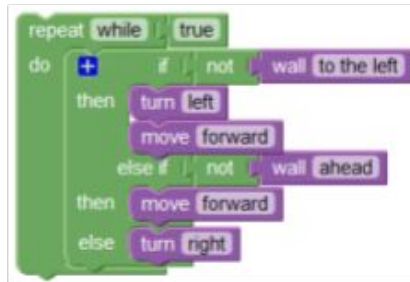 repeat while true
do if not wall to the left
then turn left
move forward
else if not wall ahead
then move forward
else turn right